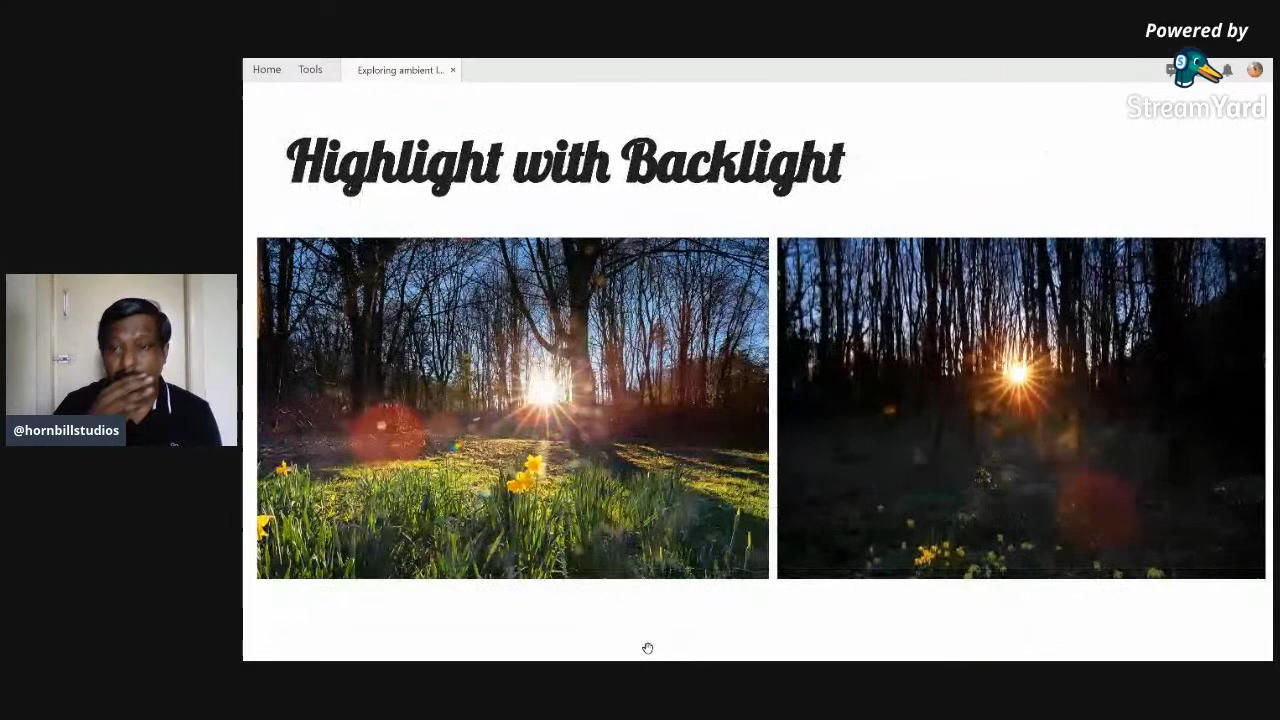 Powered by
StreamYard
Home Tools Exploring ambient l... ×
Highlight with Backlight
@hornbillstudios